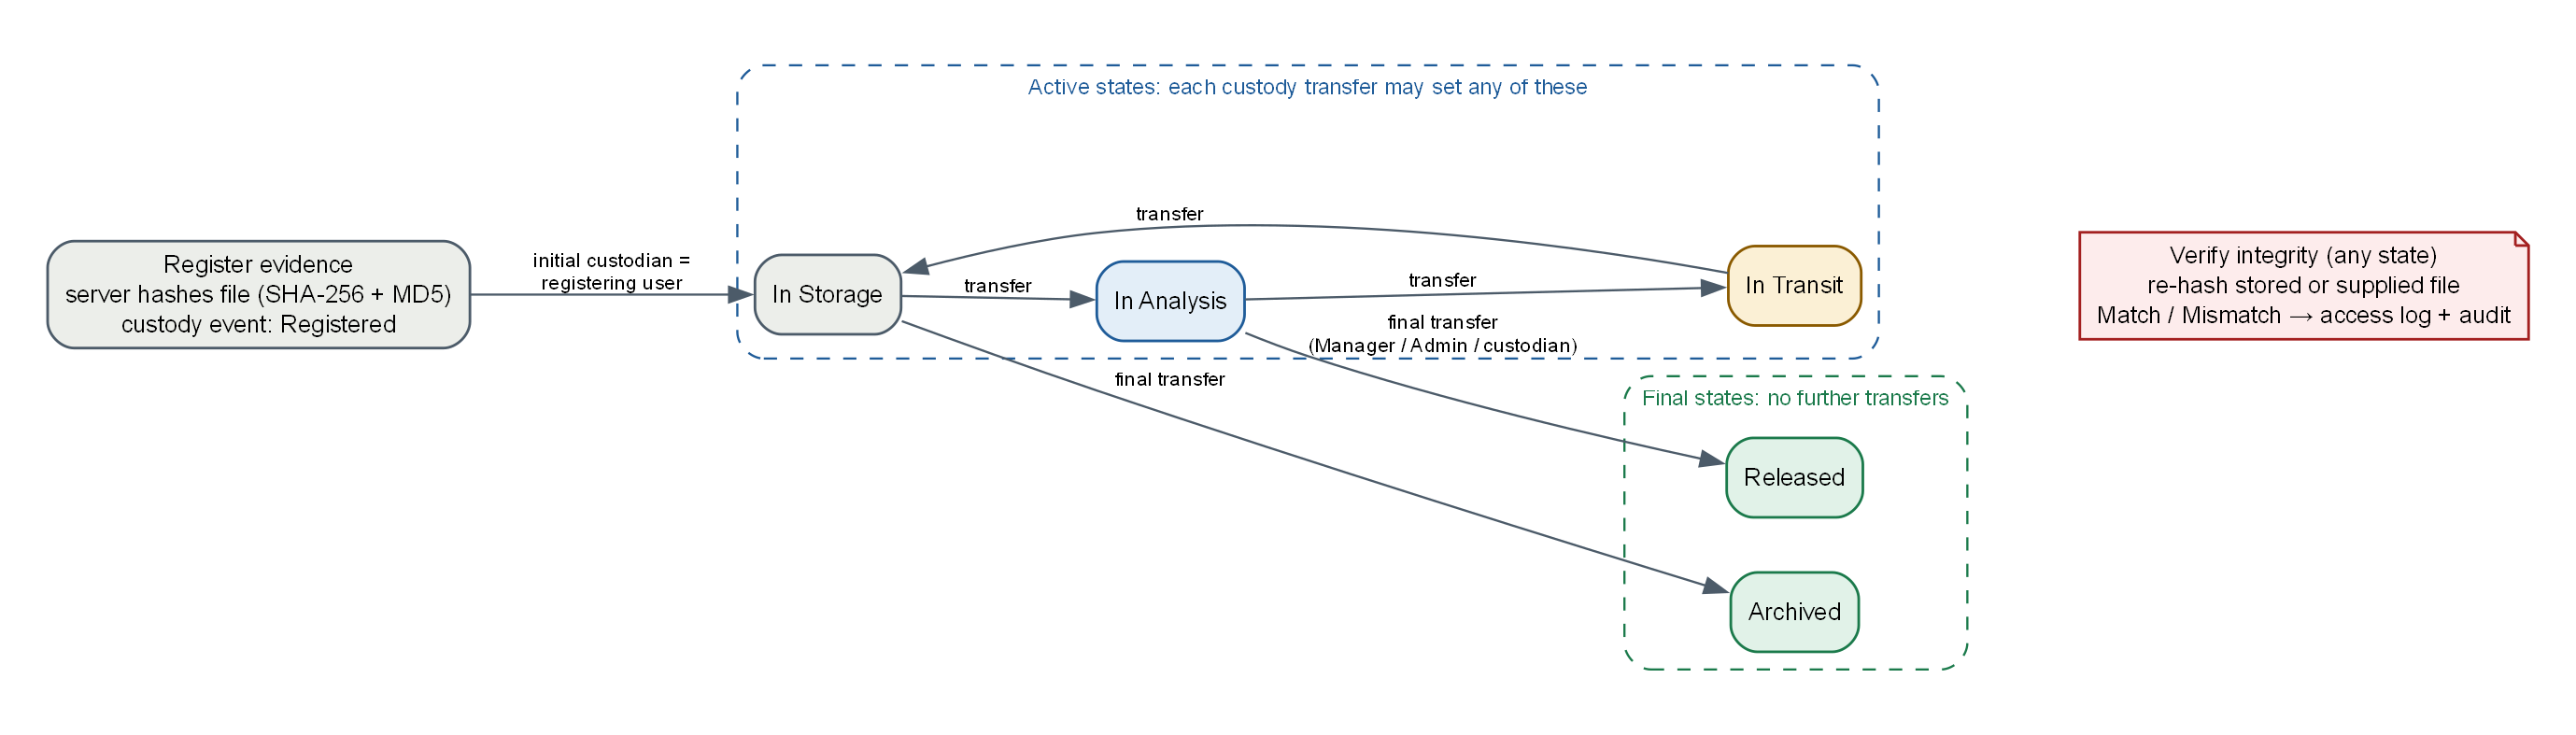 Active states: each custody transfer may set any of these
Register evidence
server hashes file (SHA-256 + MD5)
custody event: Registered
initial custodian =
registering user
In Storage
transfer
In Analysis
transfer
transfer
In Transit
final transfer
(Manager / Admin / custodian)
final transfer
Final states: no further transfers
Released
Archived
Verify integrity (any state)
re-hash stored or supplied file
Match / Mismatch → access log + audit